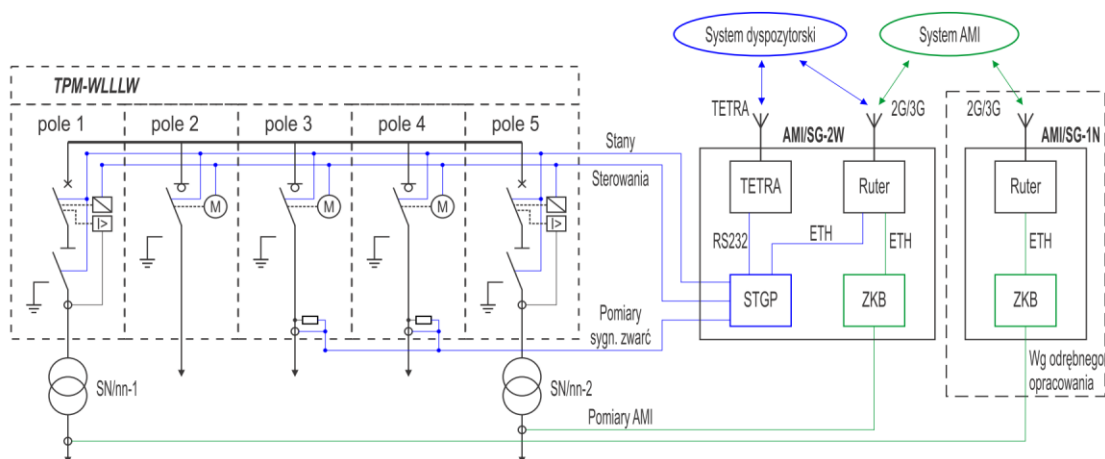 System dyspozytorski
System AMI
TPM-WLLLW
TETRA
2G/3G
2G/3G
pole 1
pole 2
pole 3
pole 4
pole 5
Stany
AMI/SG-2W
AMI/SG-1N
Sterowania
TETRA
Ruter
Ruter
I>
M
M
M
I>
RS232
ETH
ETH
ETH
STGP
ZKB
ZKB
Pomiary
sygn. zwarć
Wg odrębnego
opracowania
SN/nn-1
SN/nn-2
Pomiary AMI